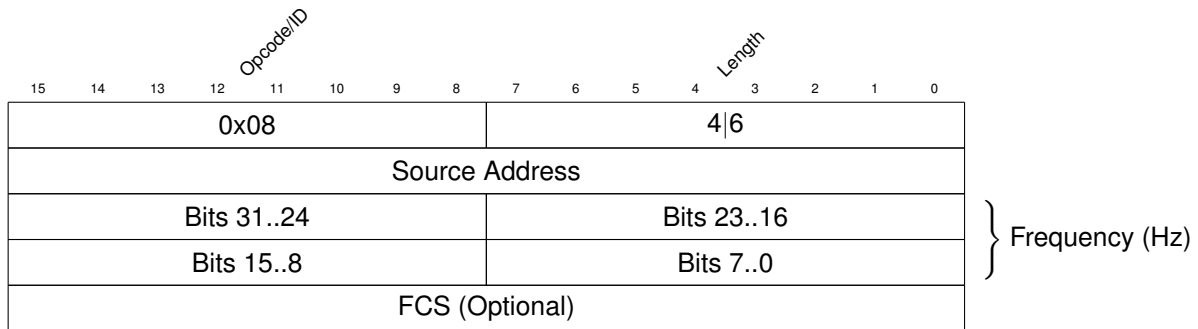 Opcode/ID Length
15 14 13 12 11 10 9 8 7 6 5 4 3 2 1 0
0x08 4|6
Source Address
Bits 31..24 Bits 23..16
Frequency (Hz)
Bits 15..8 Bits 7..0
FCS (Optional)